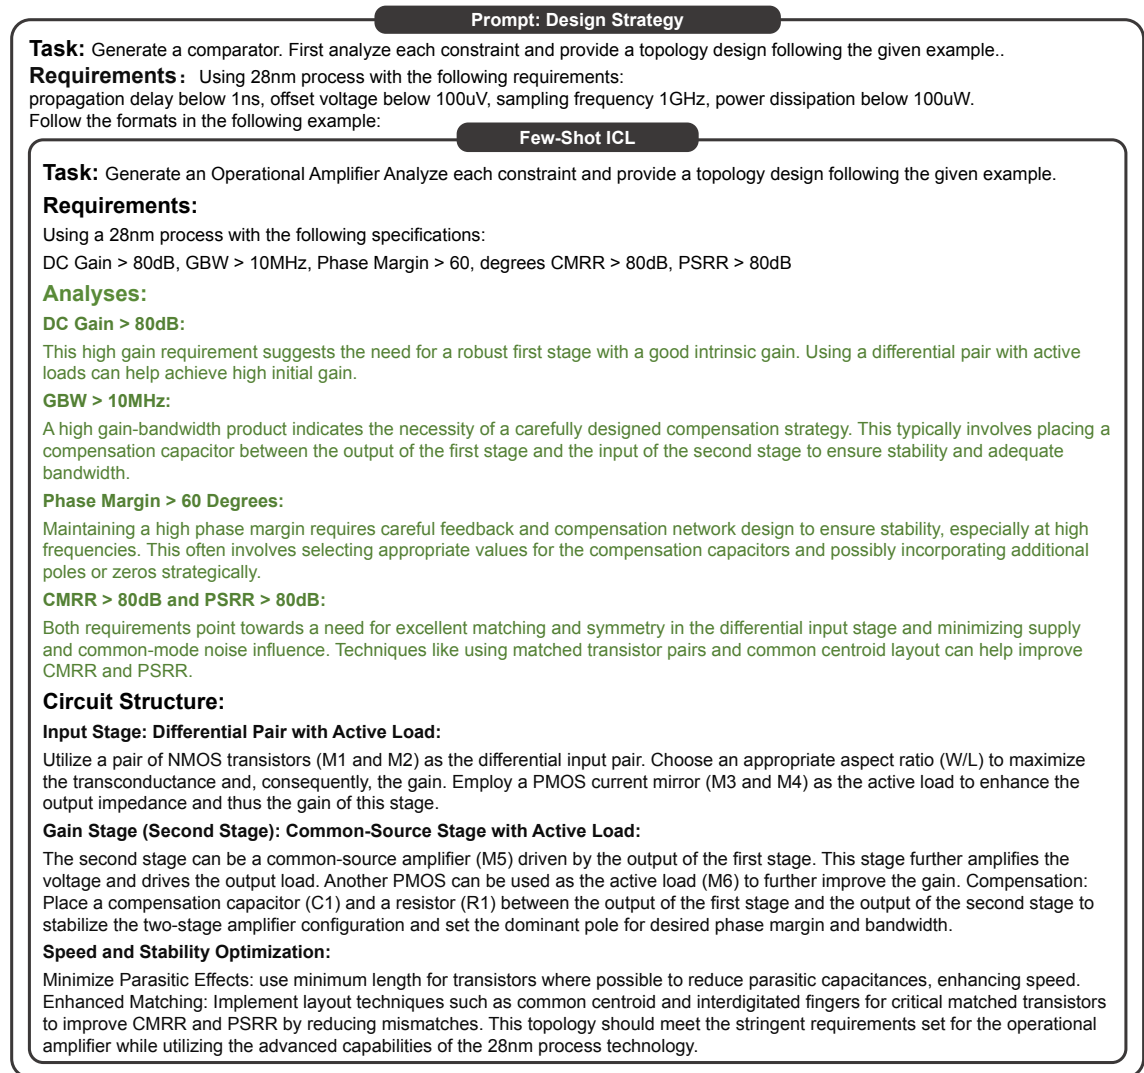 Prompt: Design Strategy
Task: Generate a comparator. First analyze each constraint and provide a topology design following the given example..
Requirements： Using 28nm process with the following requirements:
propagation delay below 1ns, offset voltage below 100uV, sampling frequency 1GHz, power dissipation below 100uW.
Follow the formats in the following example:
Few-Shot ICL
Task: Generate an Operational Amplifier Analyze each constraint and provide a topology design following the given example.
Requirements:
Using a 28nm process with the following specifications:
DC Gain > 80dB, GBW > 10MHz, Phase Margin > 60, degrees CMRR > 80dB, PSRR > 80dB
Analyses:
DC Gain > 80dB:
This high gain requirement suggests the need for a robust first stage with a good intrinsic gain. Using a differential pair with active
loads can help achieve high initial gain.
GBW > 10MHz:
A high gain-bandwidth product indicates the necessity of a carefully designed compensation strategy. This typically involves placing a
compensation capacitor between the output of the first stage and the input of the second stage to ensure stability and adequate
bandwidth.
Phase Margin > 60 Degrees:
Maintaining a high phase margin requires careful feedback and compensation network design to ensure stability, especially at high
frequencies. This often involves selecting appropriate values for the compensation capacitors and possibly incorporating additional
poles or zeros strategically.
CMRR > 80dB and PSRR > 80dB:
Both requirements point towards a need for excellent matching and symmetry in the differential input stage and minimizing supply
and common-mode noise influence. Techniques like using matched transistor pairs and common centroid layout can help improve
CMRR and PSRR.
Circuit Structure:
Input Stage: Differential Pair with Active Load:
Utilize a pair of NMOS transistors (M1 and M2) as the differential input pair. Choose an appropriate aspect ratio (W/L) to maximize
the transconductance and, consequently, the gain. Employ a PMOS current mirror (M3 and M4) as the active load to enhance the
output impedance and thus the gain of this stage.
Gain Stage (Second Stage): Common-Source Stage with Active Load:
The second stage can be a common-source amplifier (M5) driven by the output of the first stage. This stage further amplifies the
voltage and drives the output load. Another PMOS can be used as the active load (M6) to further improve the gain. Compensation:
Place a compensation capacitor (C1) and a resistor (R1) between the output of the first stage and the output of the second stage to
stabilize the two-stage amplifier configuration and set the dominant pole for desired phase margin and bandwidth.
Speed and Stability Optimization:
Minimize Parasitic Effects: use minimum length for transistors where possible to reduce parasitic capacitances, enhancing speed.
Enhanced Matching: Implement layout techniques such as common centroid and interdigitated fingers for critical matched transistors
to improve CMRR and PSRR by reducing mismatches. This topology should meet the stringent requirements set for the operational
amplifier while utilizing the advanced capabilities of the 28nm process technology.